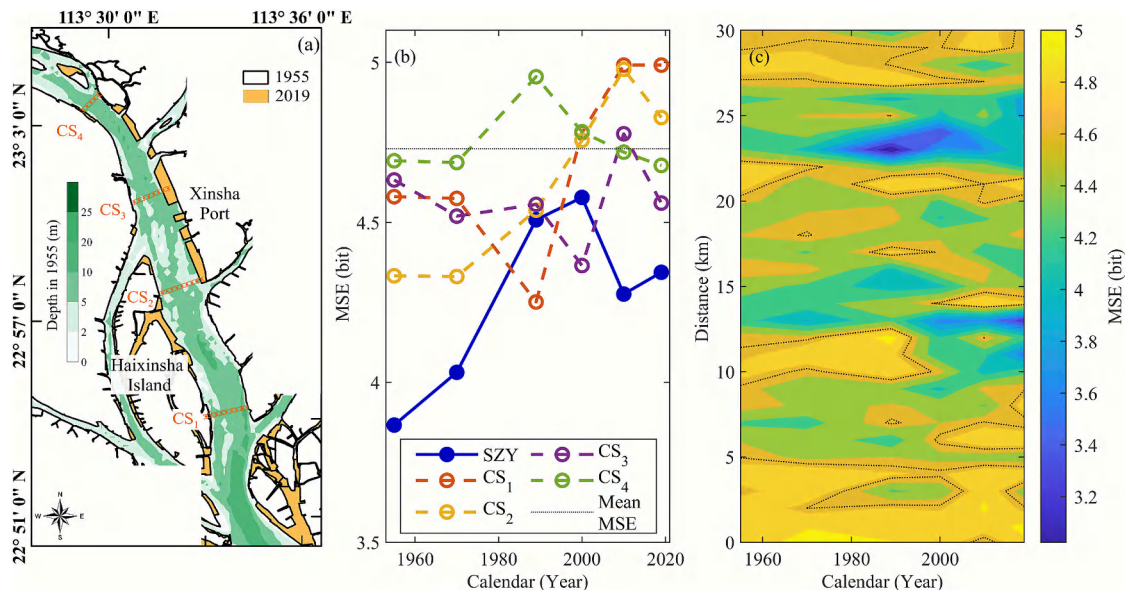 113° 30′ 0″ E
113° 36′ 0″ E
(a)
1955
2019
23° 3′ 0″ N
22° 57′ 0″ N
22° 51′ 0″ N
CS4
CS3
CS2
CS1
Xinsha
Port
Haixinsha
Island
Depth in 1955 (m)
25
20
10
5
2
0
N
W
E
S
(b)
MSE (bit)
5
4.5
4
3.5
SZY
CS1
CS2
CS3
CS4
Mean
MSE
1960
1970
1980
1990
2000
2010
2020
Calendar (Year)
(c)
Distance (km)
30
25
20
15
10
5
0
1960
1980
2000
Calendar (Year)
5
4.8
4.6
4.4
4.2
4
3.8
3.6
3.4
3.2
MSE (bit)